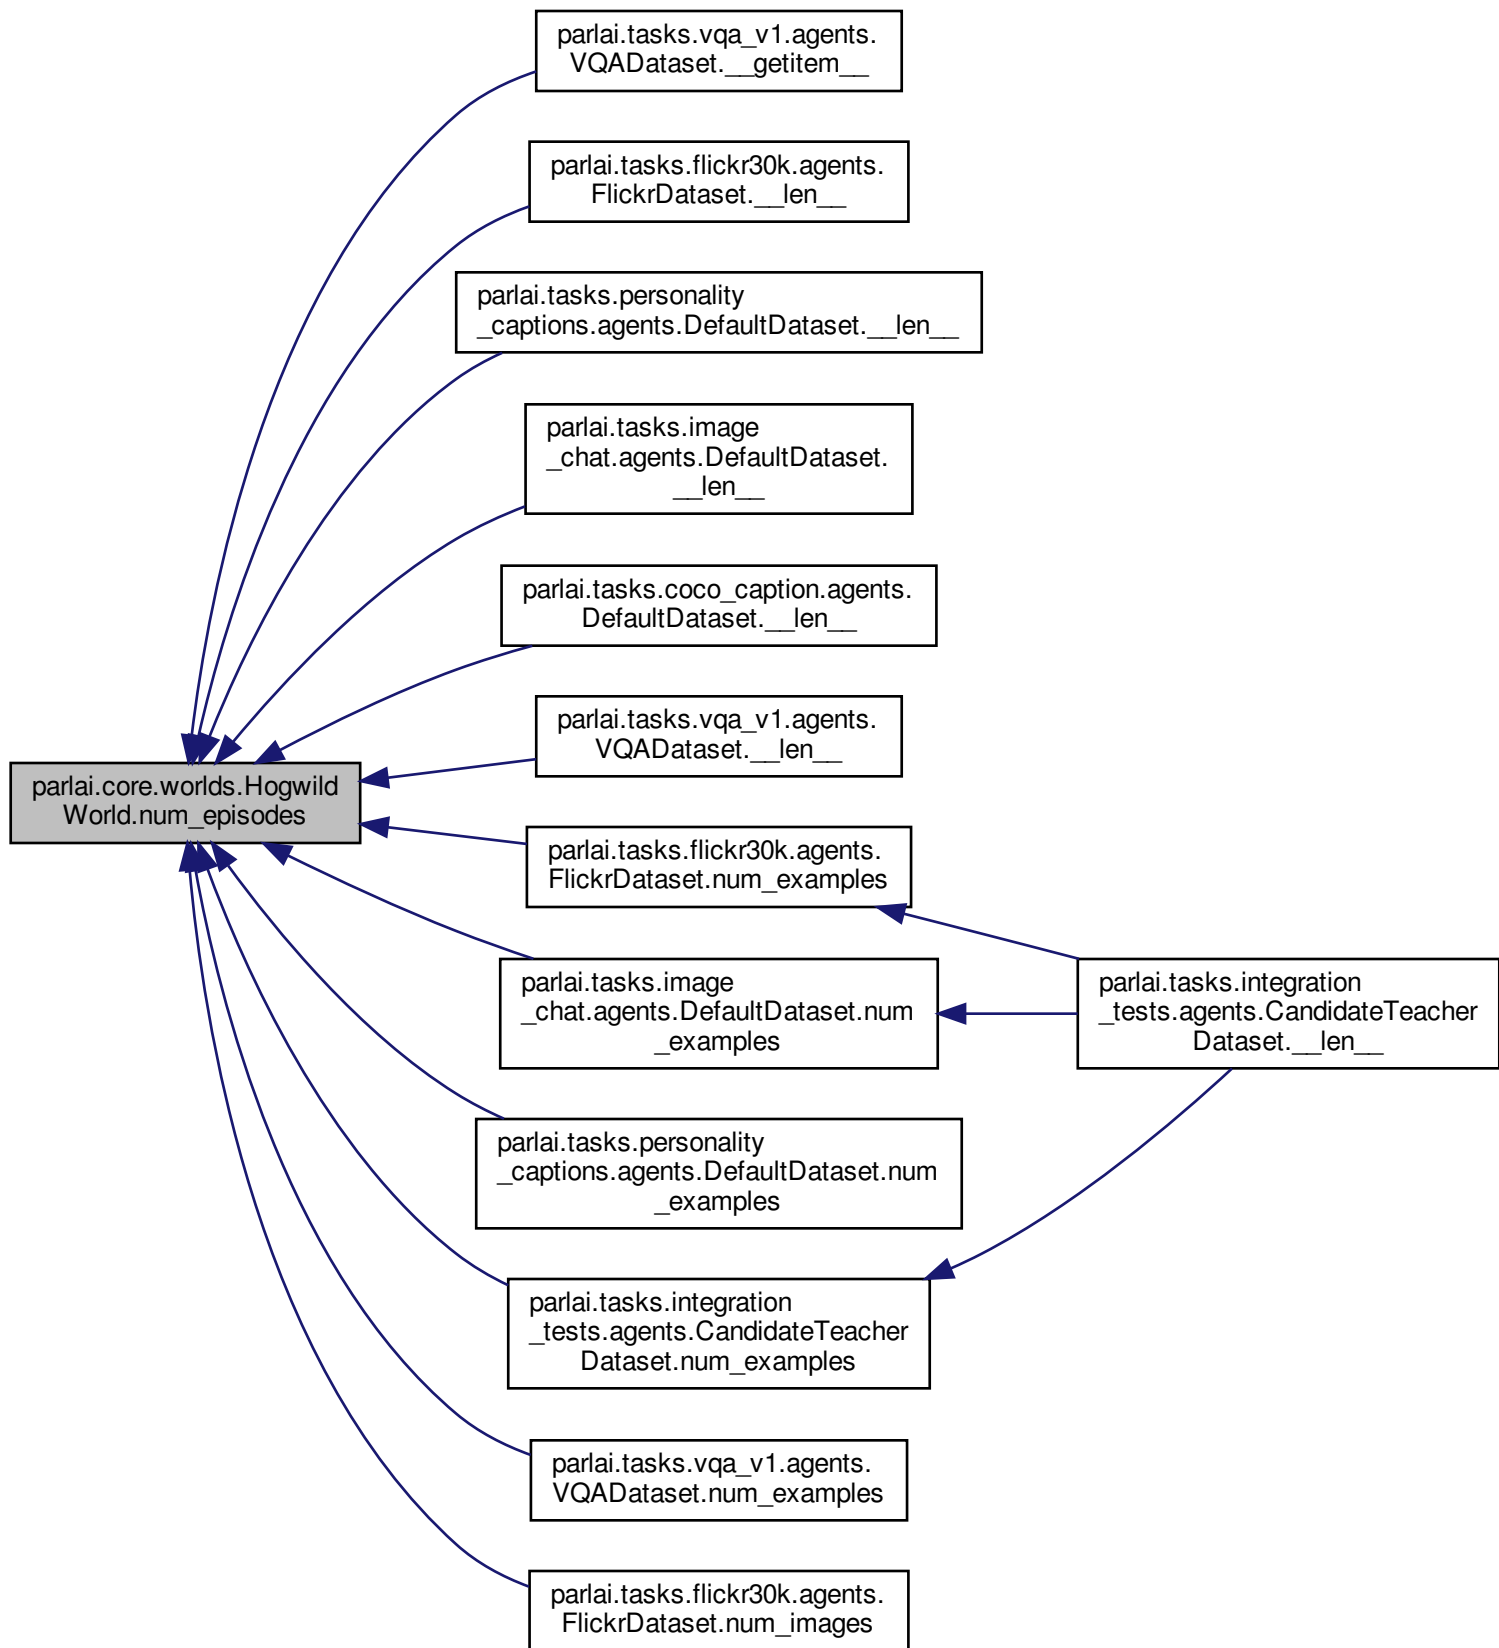 parlai.tasks.vqa_v1.agents.
VQADataset.__getitem__
parlai.tasks.flickr30k.agents.
FlickrDataset.__len__
parlai.tasks.personality
_captions.agents.DefaultDataset.__len__
parlai.tasks.image
_chat.agents.DefaultDataset.
__len__
parlai.tasks.coco_caption.agents.
DefaultDataset.__len__
parlai.tasks.vqa_v1.agents.
VQADataset.__len__
parlai.core.worlds.Hogwild
World.num_episodes
parlai.tasks.flickr30k.agents.
FlickrDataset.num_examples
parlai.tasks.image
_chat.agents.DefaultDataset.num
_examples
parlai.tasks.integration
_tests.agents.CandidateTeacher
Dataset.__len__
parlai.tasks.personality
_captions.agents.DefaultDataset.num
_examples
parlai.tasks.integration
_tests.agents.CandidateTeacher
Dataset.num_examples
parlai.tasks.vqa_v1.agents.
VQADataset.num_examples
parlai.tasks.flickr30k.agents.
FlickrDataset.num_images